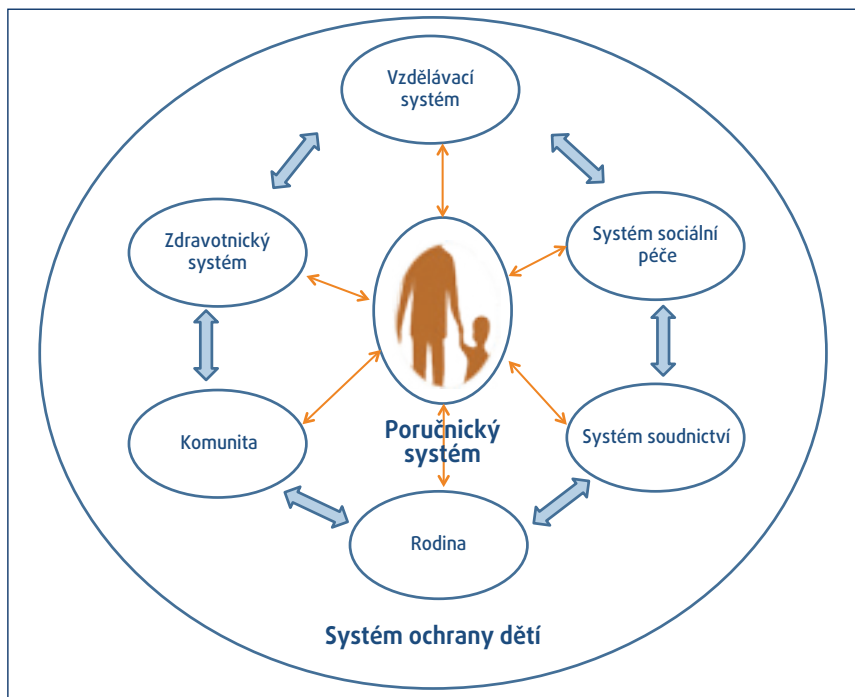 Vzdělávací
systém
Zdravotnický
systém
Systém sociální
péče
Poručnický
systém
Komunita
Systém soudnictví
Rodina
Systém ochrany dětí